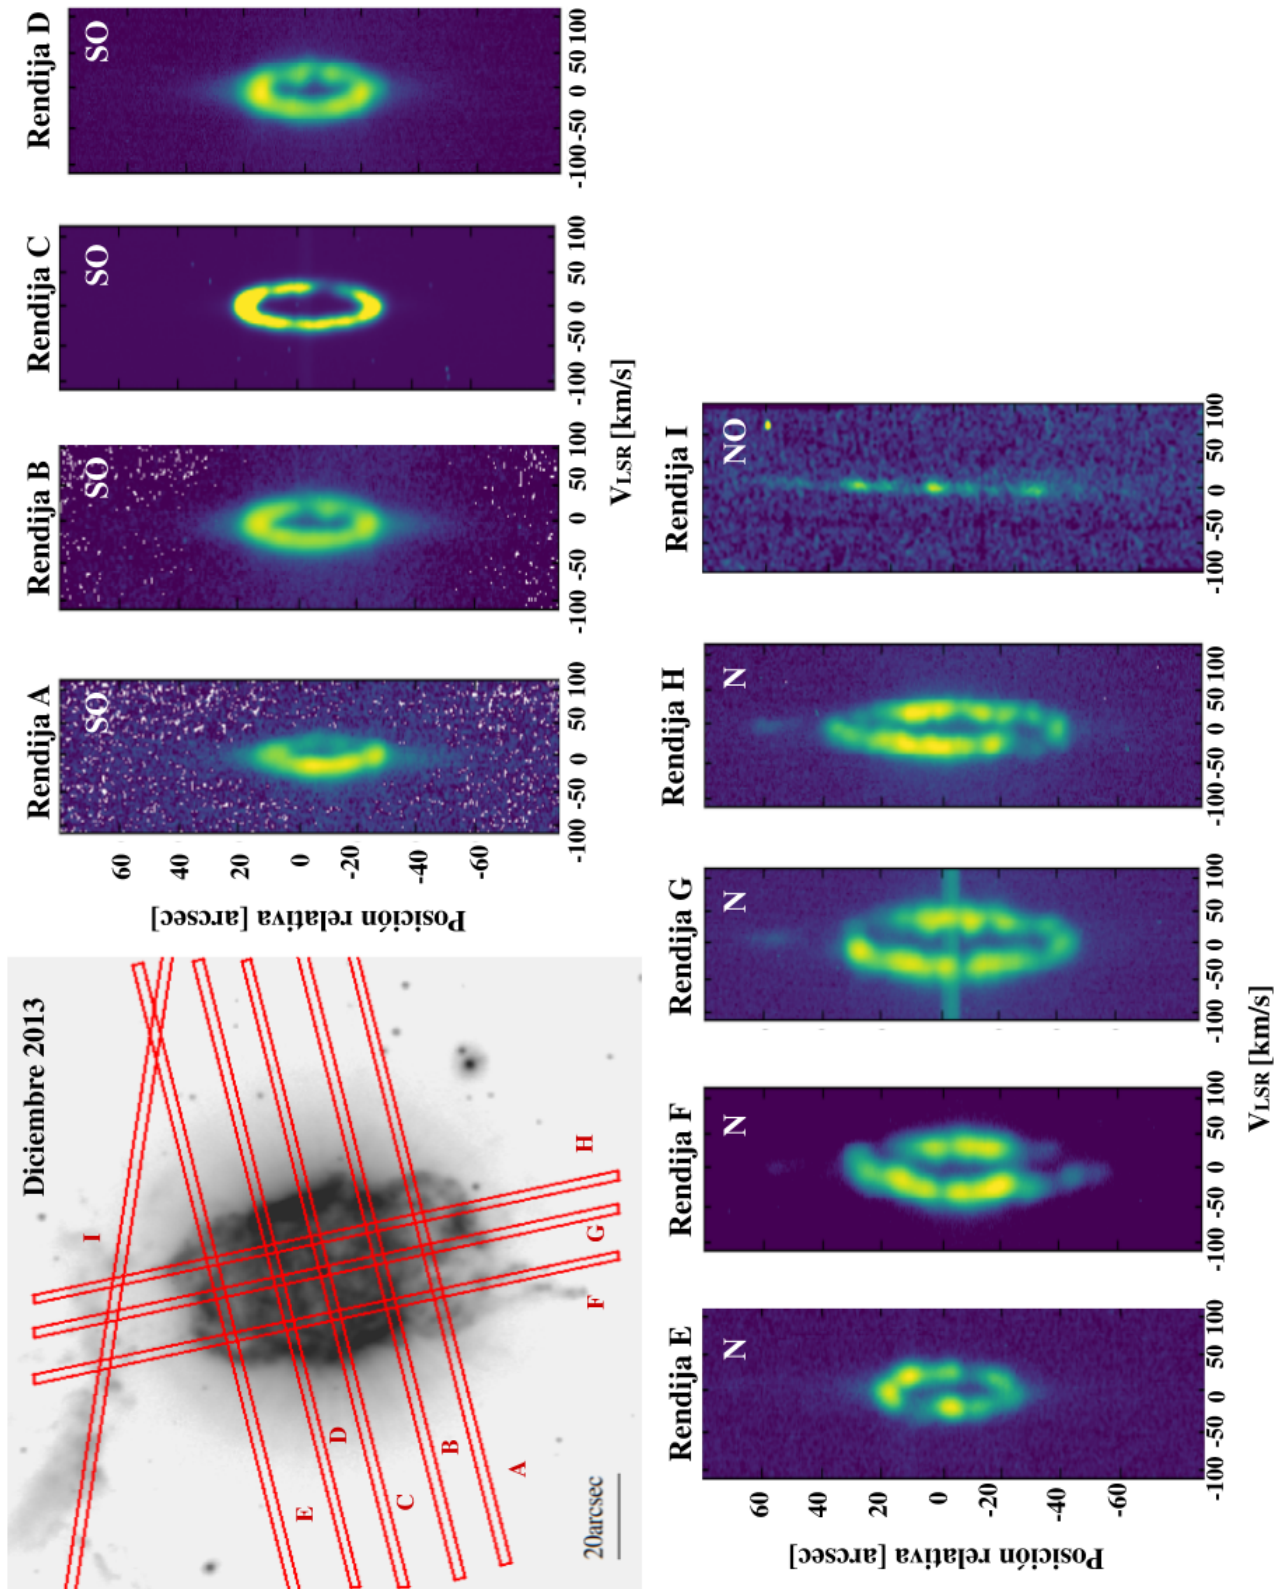 Diciembre 2013
I
H
G
F
E
D
C
B
A
20arcsec
Rendija A
SO
Rendija B
SO
Rendija C
SO
Rendija D
SO
Posición relativa [arcsec]
60
40
20
0
-20
-40
-60
-100 -50 0 50 100
-100 -50 0 50 100
-100 -50 0 50 100
-100 -50 0 50 100
VLSR [km/s]
Rendija E
N
Rendija F
N
Rendija G
N
Rendija H
N
Rendija I
NO
Posición relativa [arcsec]
60
40
20
0
-20
-40
-60
-100 -50 0 50 100
-100 -50 0 50 100
-100 -50 0 50 100
-100 -50 0 50 100
-100 -50 0 50 100
VLSR [km/s]